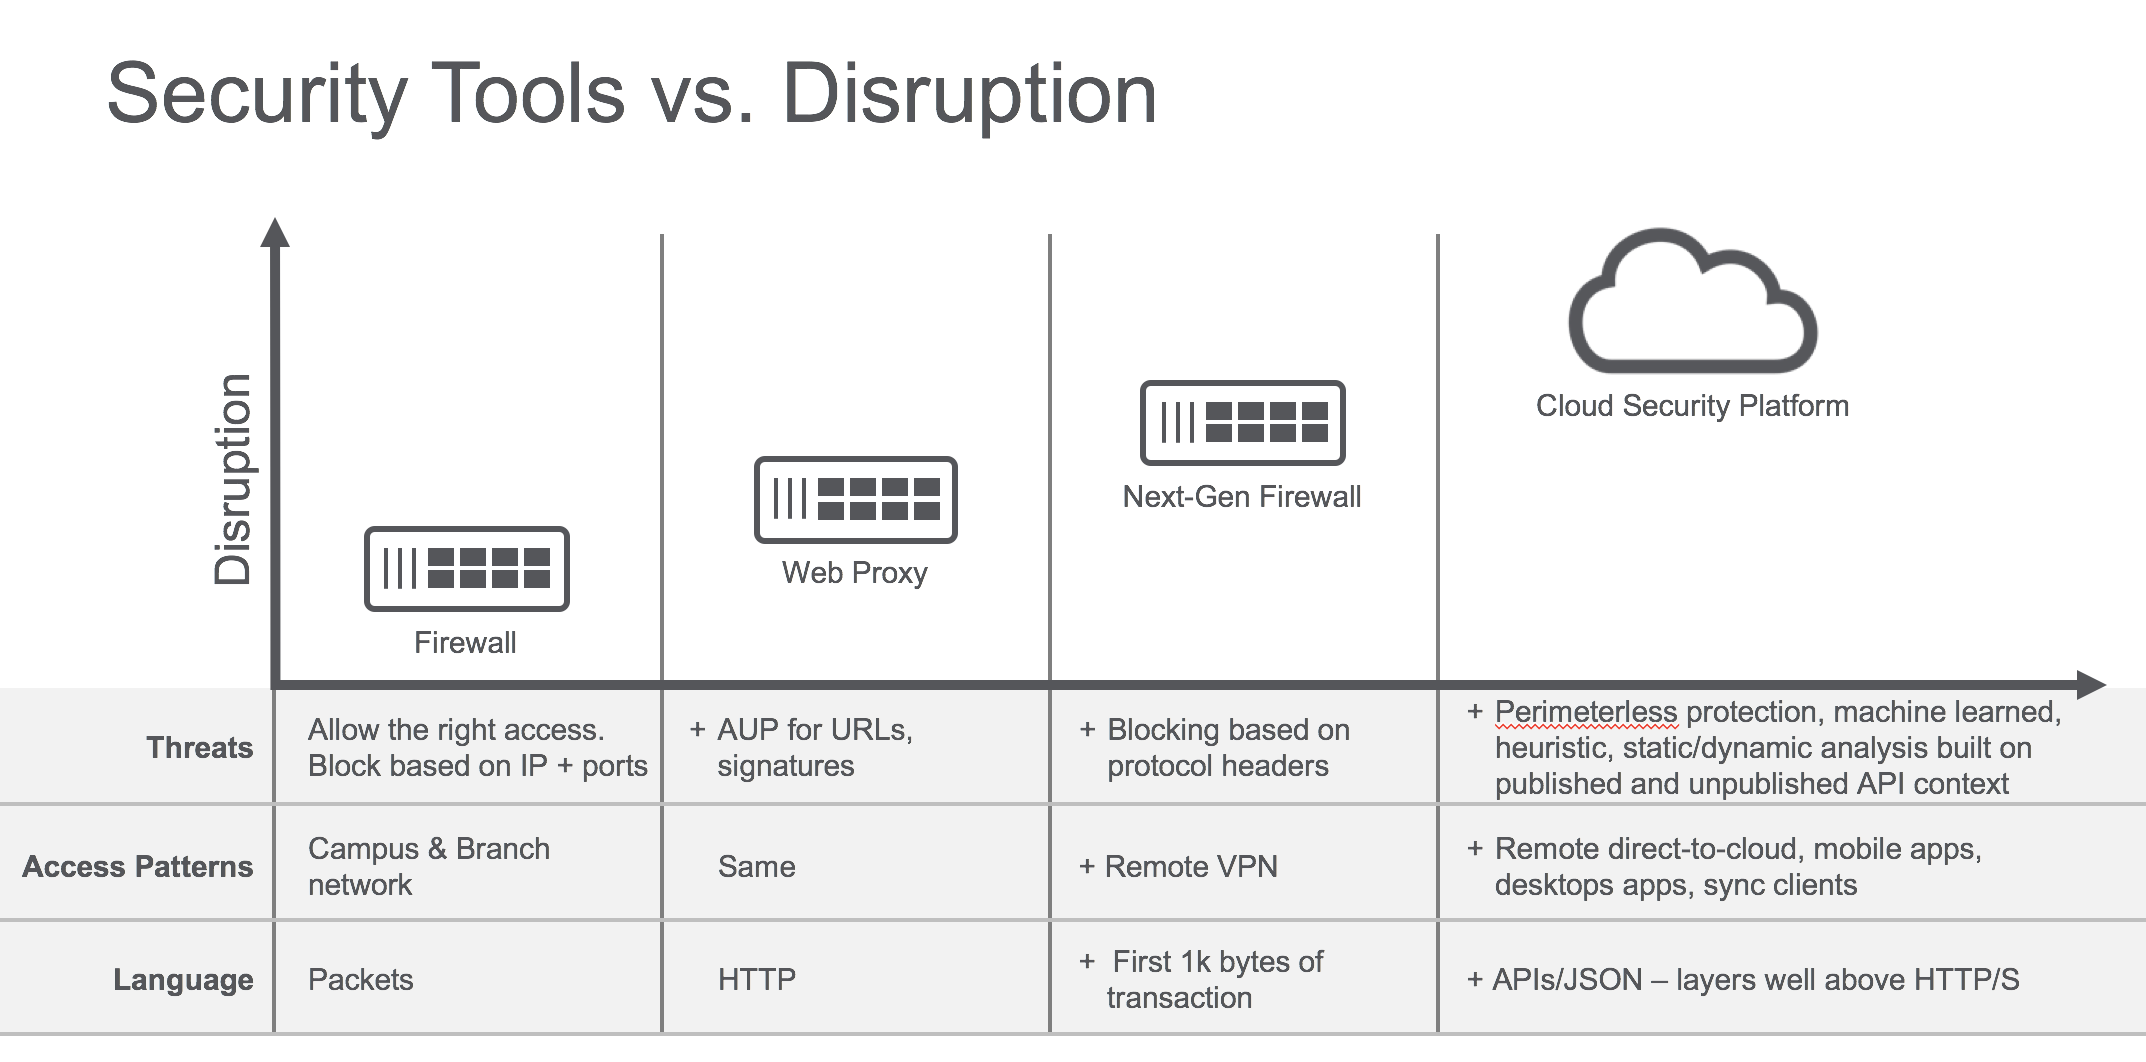 Security Tools vs. Disruption
Disruption
Firewall
Web Proxy
Next-Gen Firewall
Cloud Security Platform
Threats
Allow the right access.
Block based on IP + ports
+ AUP for URLs,
signatures
+ Blocking based on
protocol headers
+ Perimeterless protection, machine learned,
heuristic, static/dynamic analysis built on
published and unpublished API context
Access Patterns
Campus & Branch
network
Same
+ Remote VPN
+ Remote direct-to-cloud, mobile apps,
desktops apps, sync clients
Language
Packets
HTTP
+ First 1k bytes of
transaction
+ APIs/JSON – layers well above HTTP/S